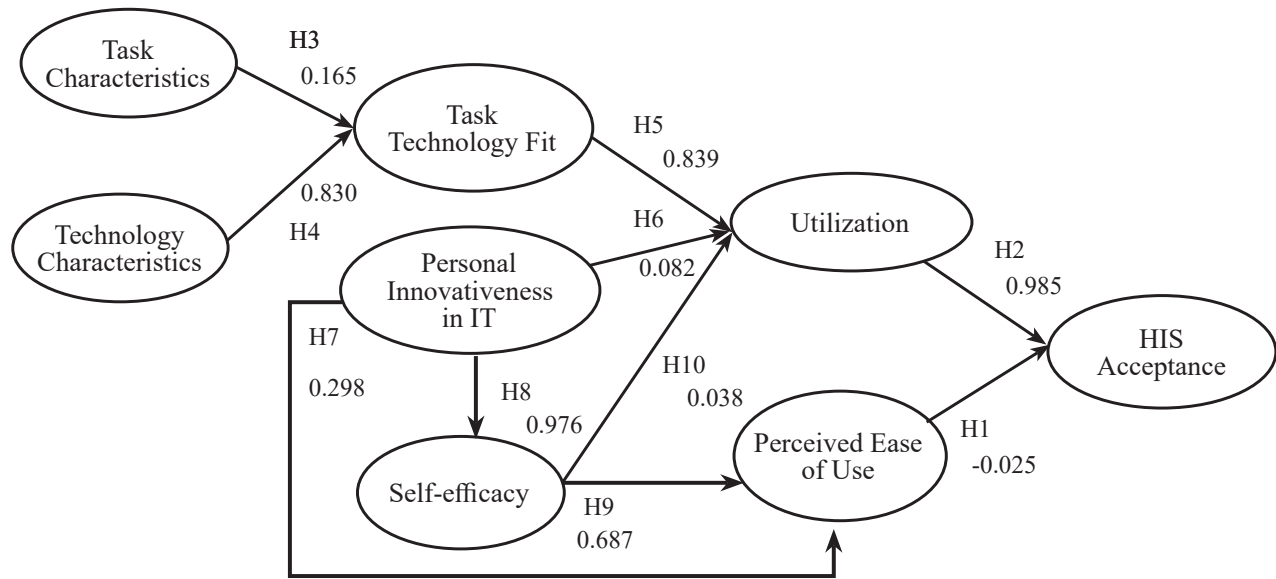 Task
Characteristics
H3
0.165
Task
Technology Fit
H5
0.839
0.830
H4
Technology
Characteristics
Utilization
H6
0.082
Personal
Innovativeness
in IT
H2
0.985
H7
0.298
HIS
Acceptance
H10
0.038
H8
0.976
Perceived Ease
of Use
H1
-0.025
Self-efficacy
H9
0.687